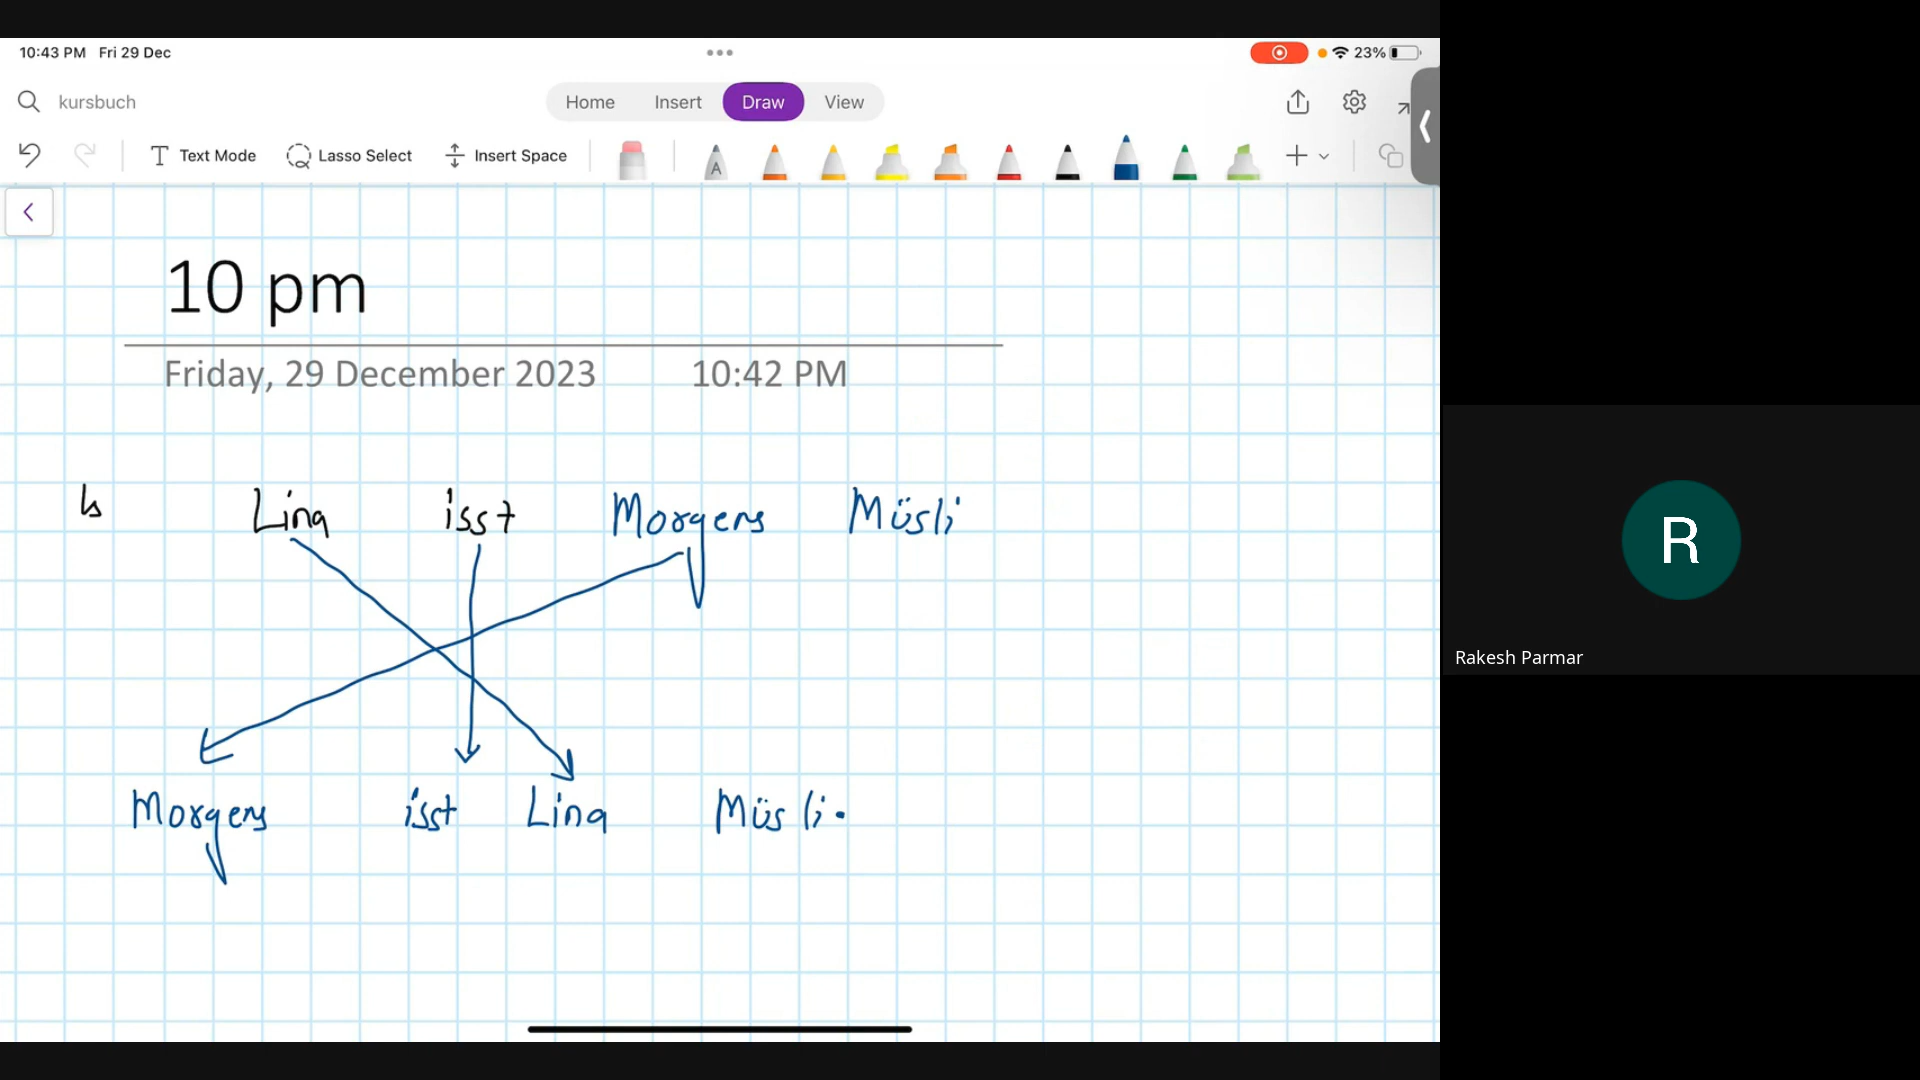 10:43 PM Fri 29 Dec
23%
kursbuch
Home Insert Draw View
Text Mode Lasso Select Insert Space
A
10 pm
Friday, 29 December 2023 10:42 PM
Lina isst Morgens Müsli
Morgens isst Lina Müsli.
R
Rakesh Parmar